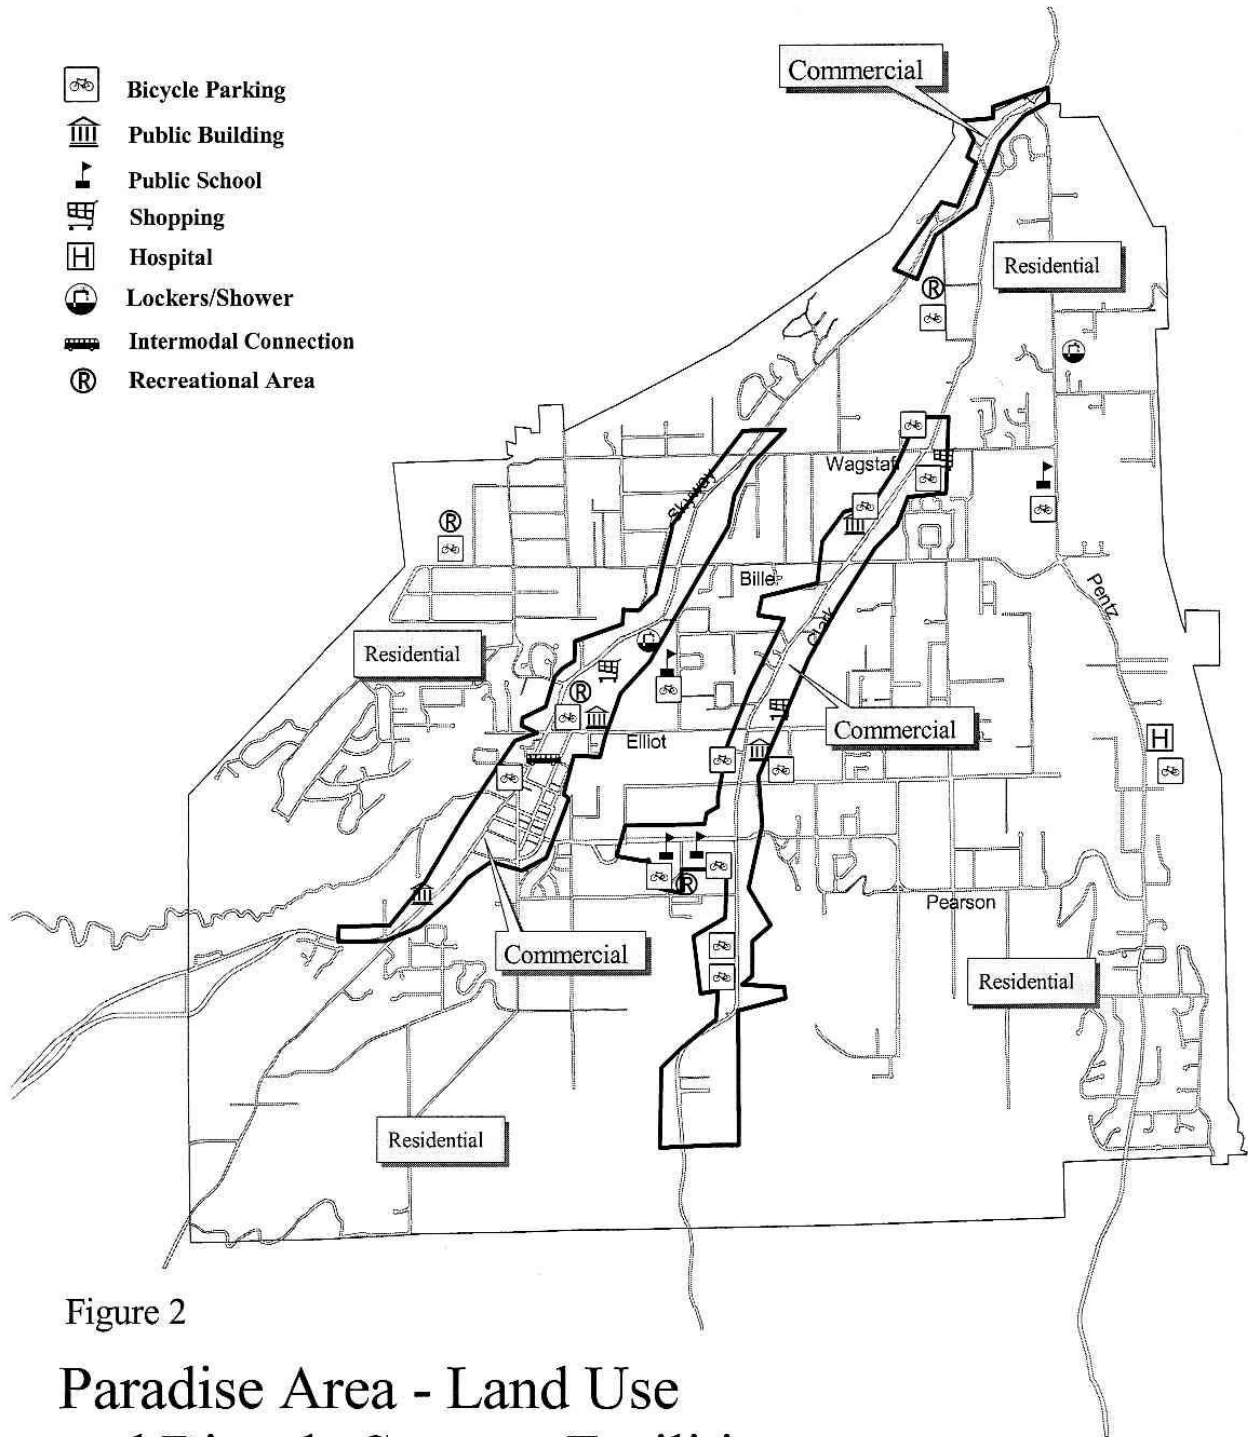 Commercial
Bicycle Parking
Public Building
Public School
Shopping
H Hospital
Lockers/Shower
Intermodal Connection
R Recreational Area
Residential
R
Wagstaff
Skyway
R
Bille
Pentz
Clark
Residential
R
Commercial
Elliot
H
R
Pearson
Commercial
Residential
Residential
Figure 2
Paradise Area - Land Use